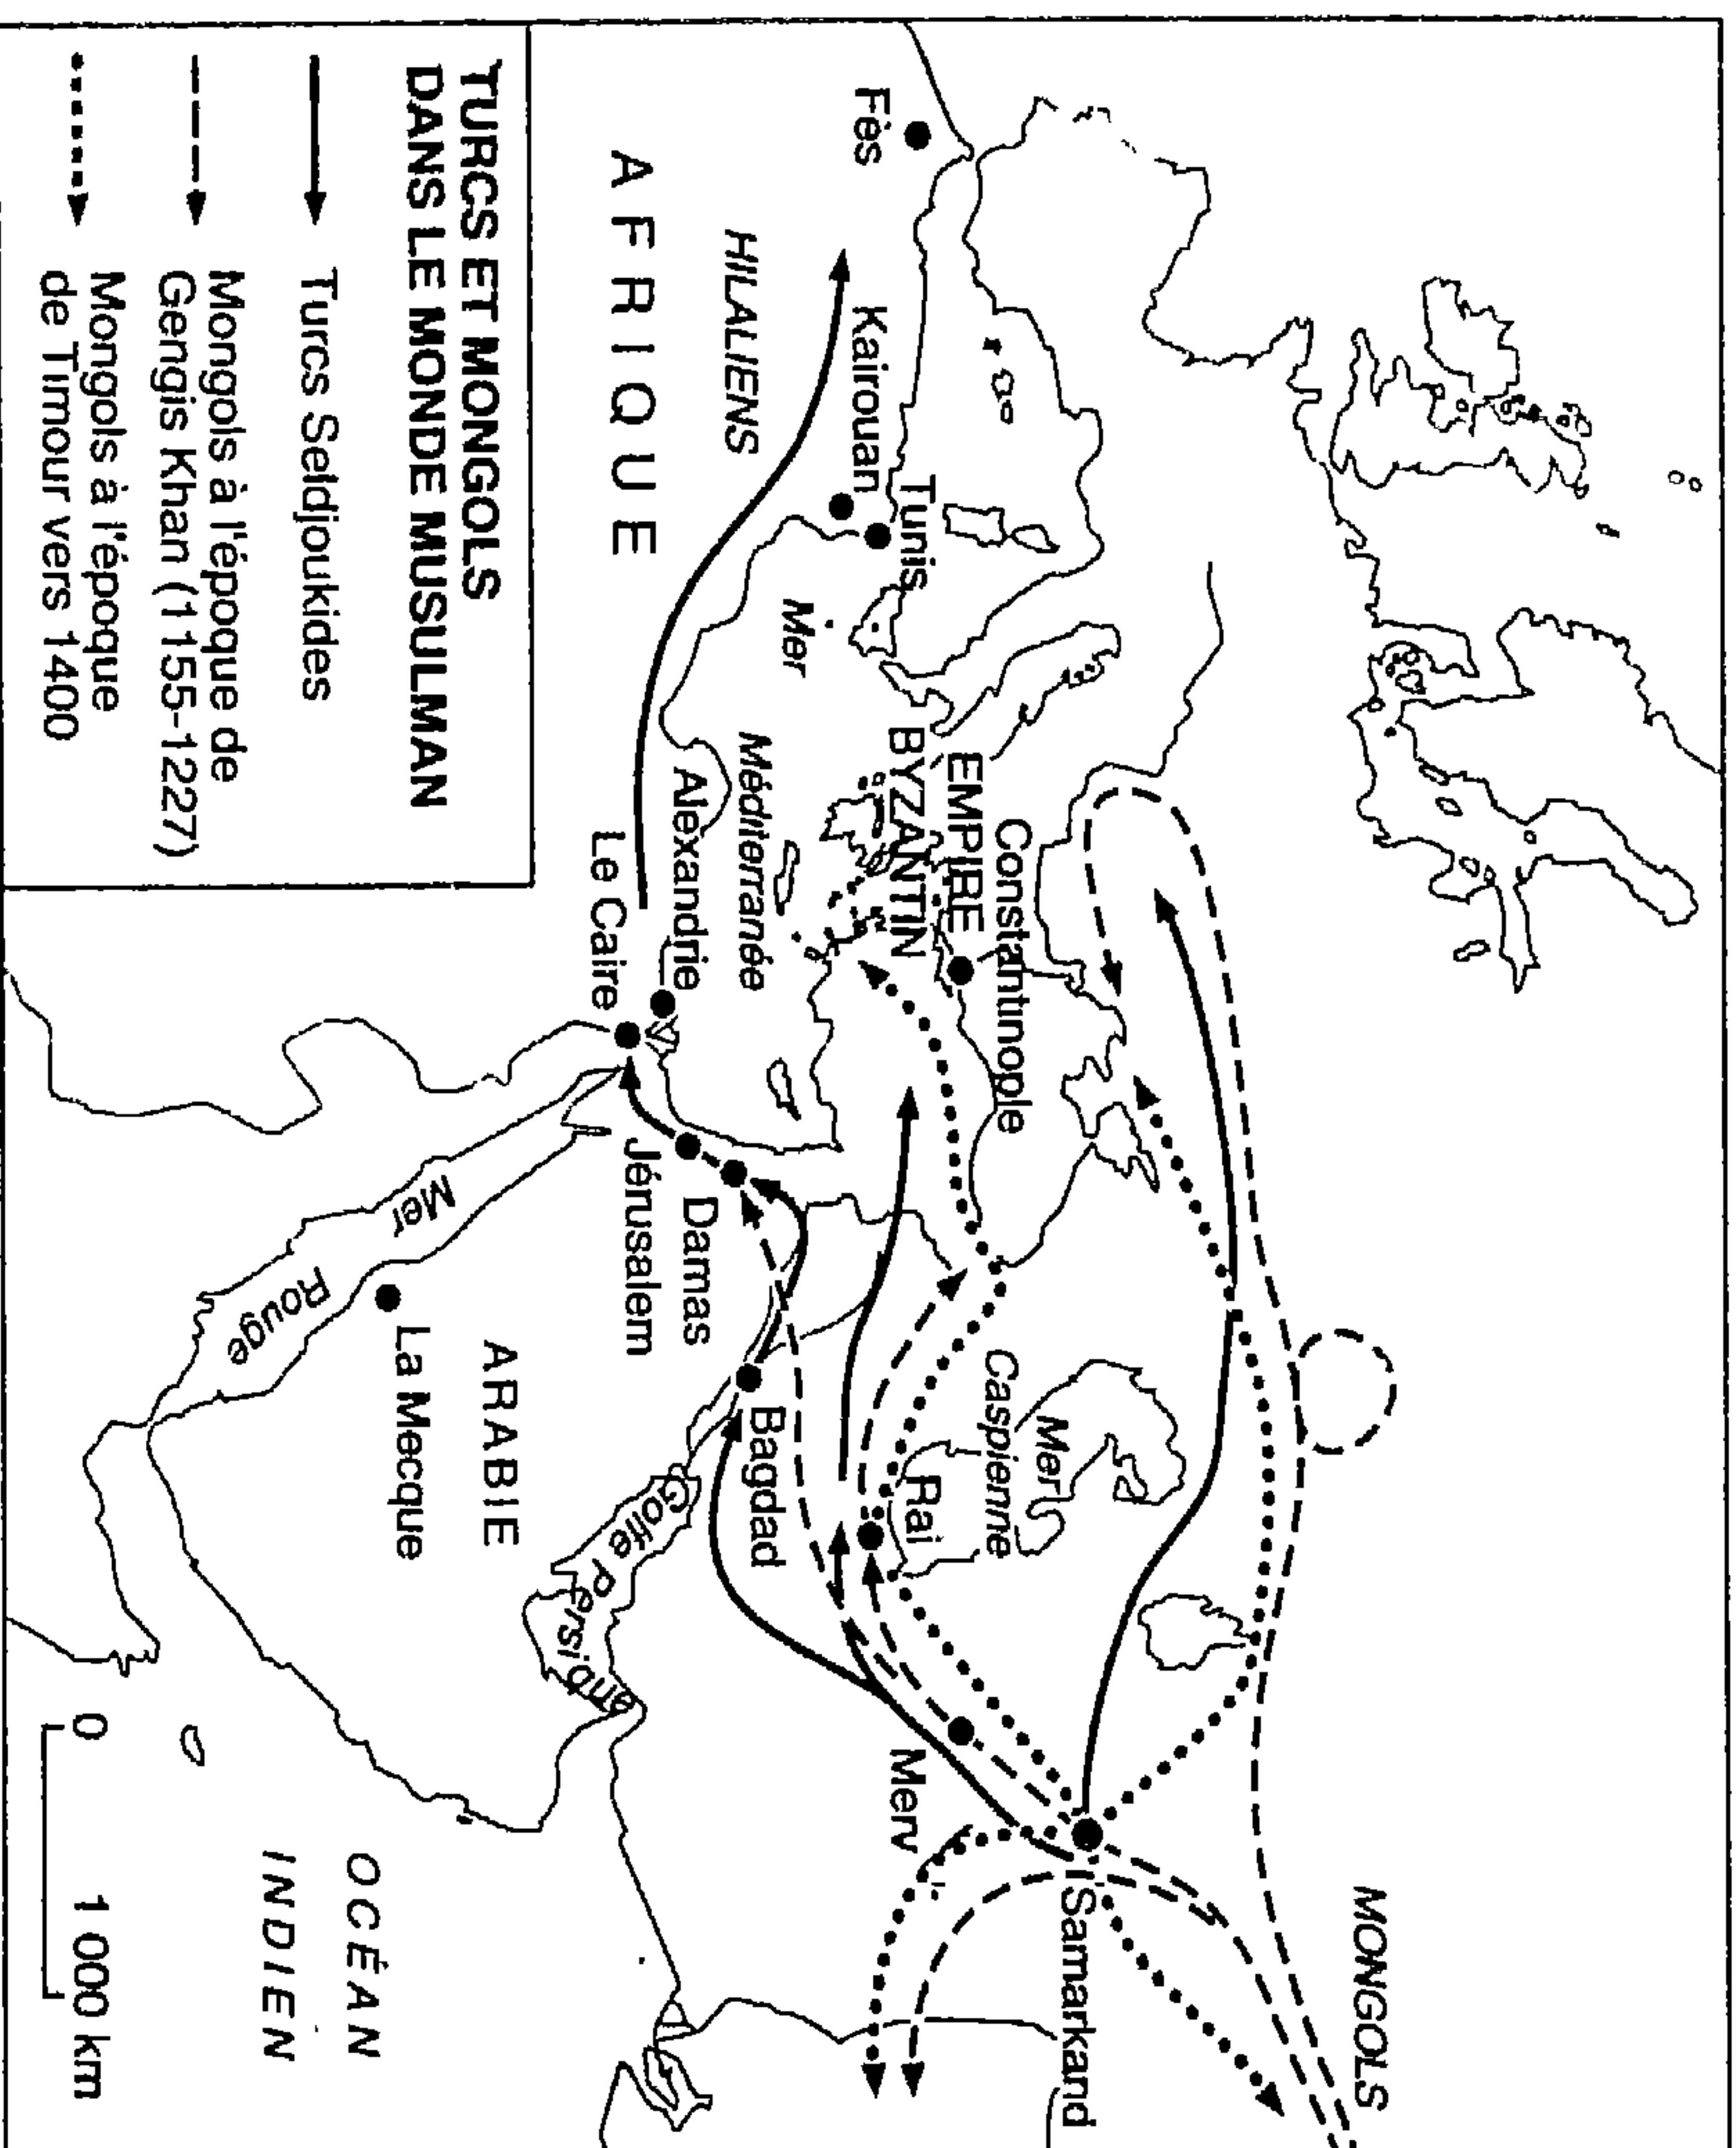 MONGOLS
Samarkand
Merv
Mer
Caspienne
Rai
Constantinople
EMPIRE
BYZANTIN
Bagdad
Golfe Persique
Damas
Jérusalem
Le Caire
Alexandrie
Mer
Méditerranée
Tunis
Kairouan
Fès
HILALIENS
AFRIQUE
Mer
Rouge
La Mecque
ARABIE
OCÉAN
INDIEN
0 1 000 km
TURCS ET MONGOLS
DANS LE MONDE MUSULMAN
Turcs Seldjoukides
Mongols à l'époque de
Gengis Khan (1155-1227)
Mongols à l'époque
de Timour vers 1400